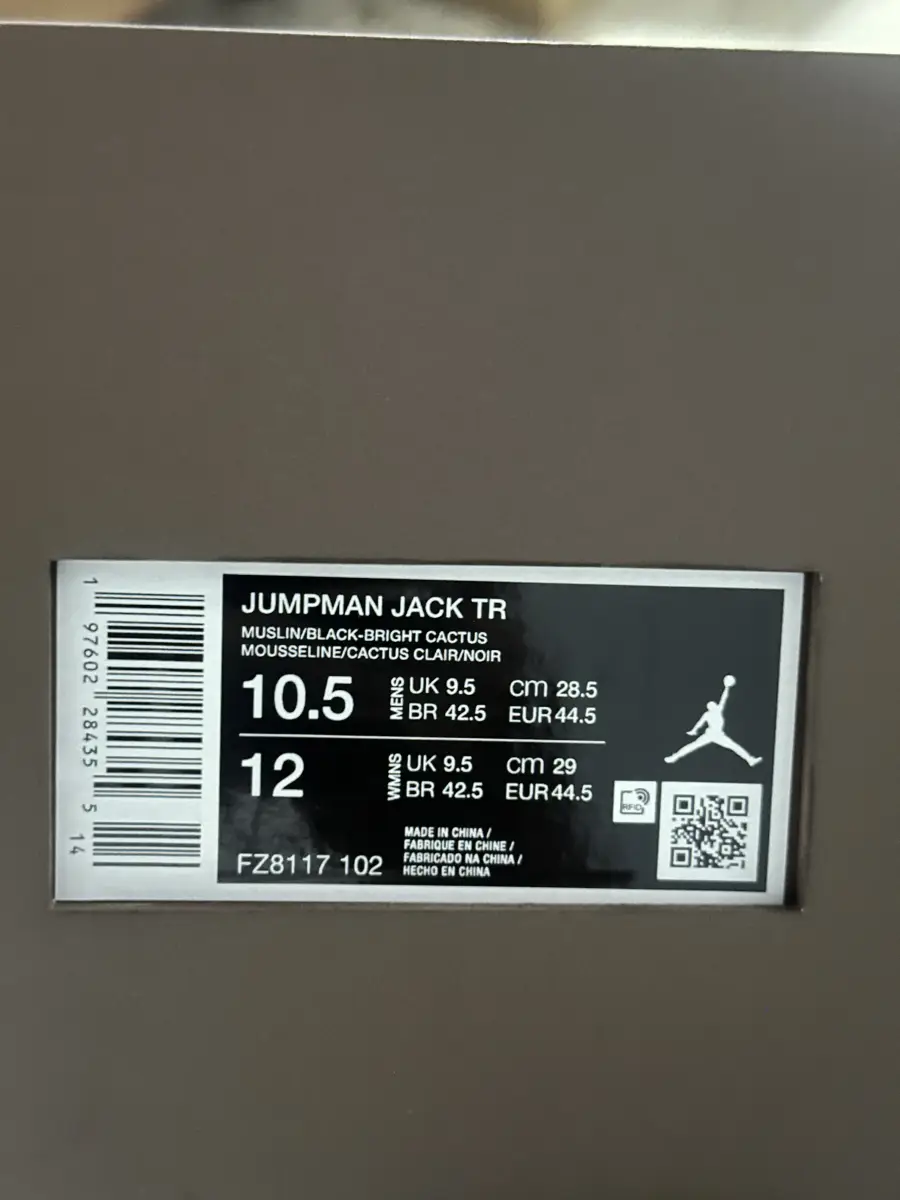 1 97602 28435 5 14
JUMPMAN JACK TR
MUSLIN/BLACK-BRIGHT CACTUS
MOUSSELINE/CACTUS CLAIR/NOIR
10.5 MENS UK 9.5 cm 28.5
BR 42.5 EUR 44.5
12 WMNS UK 9.5 cm 29
BR 42.5 EUR 44.5
FZ8117 102
MADE IN CHINA /
FABRIQUE EN CHINE /
FABRICADO NA CHINA /
HECHO EN CHINA
RFID